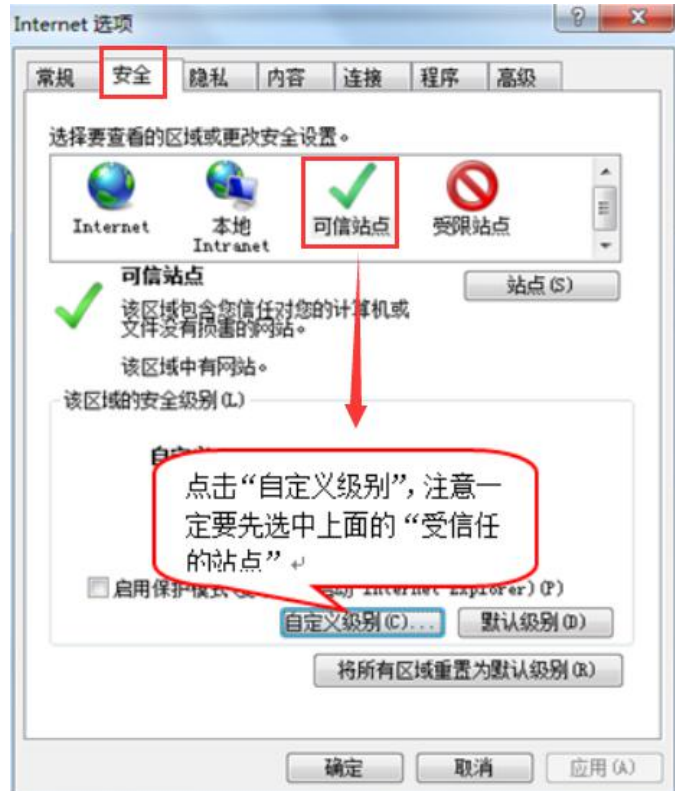 Internet 选项
常规 安全 隐私 内容 连接 程序 高级
选择要查看的区域或更改安全设置。
Internet 本地 Intranet 可信站点 受限站点
可信站点
站点(S)
该区域包含您信任对您的计算机或
文件没有损害的网站。
该区域中有网站。
该区域的安全级别(L)
点击“自定义级别”,注意一
定要先选中上面的“受信任
的站点”
启用保护模式 Internet Explorer)(P)
自定义级别(C)... 默认级别(D)
将所有区域重置为默认级别(R)
确定 取消 应用(A)